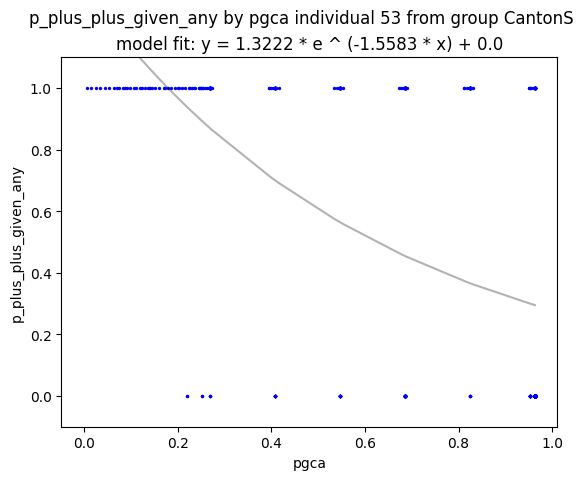 p_plus_plus_given_any by pgca individual 53 from group CantonS
model fit: y = 1.3222 * e ^ (-1.5583 * x) + 0.0
p_plus_plus_given_any
1.0
0.8
0.6
0.4
0.2
0.0
0.0 0.2 0.4 0.6 0.8 1.0
pgca